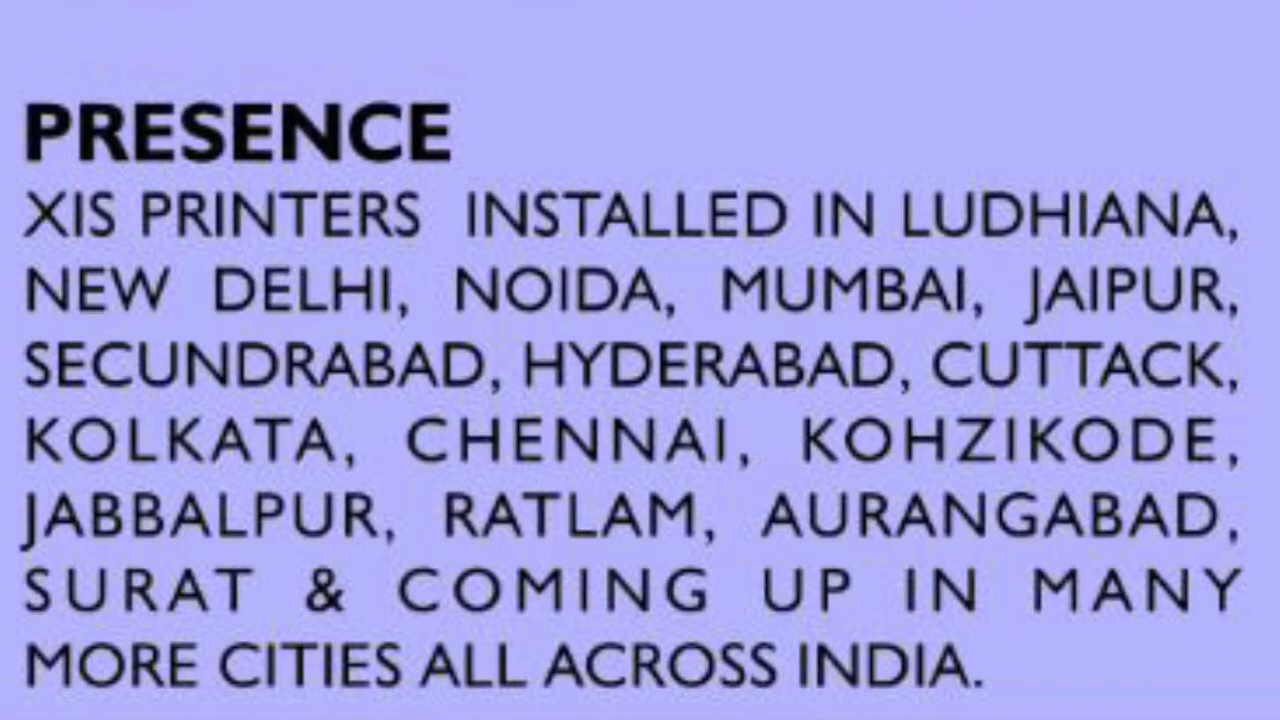 PRESENCE
XIS PRINTERS INSTALLED IN LUDHIANA,
NEW DELHI, NOIDA, MUMBAI, JAIPUR,
SECUNDRABAD, HYDERABAD, CUTTACK,
KOLKATA, CHENNAI, KOHZIKODE,
JABBALPUR, RATLAM, AURANGABAD,
SURAT & COMING UP IN MANY
MORE CITIES ALL ACROSS INDIA.